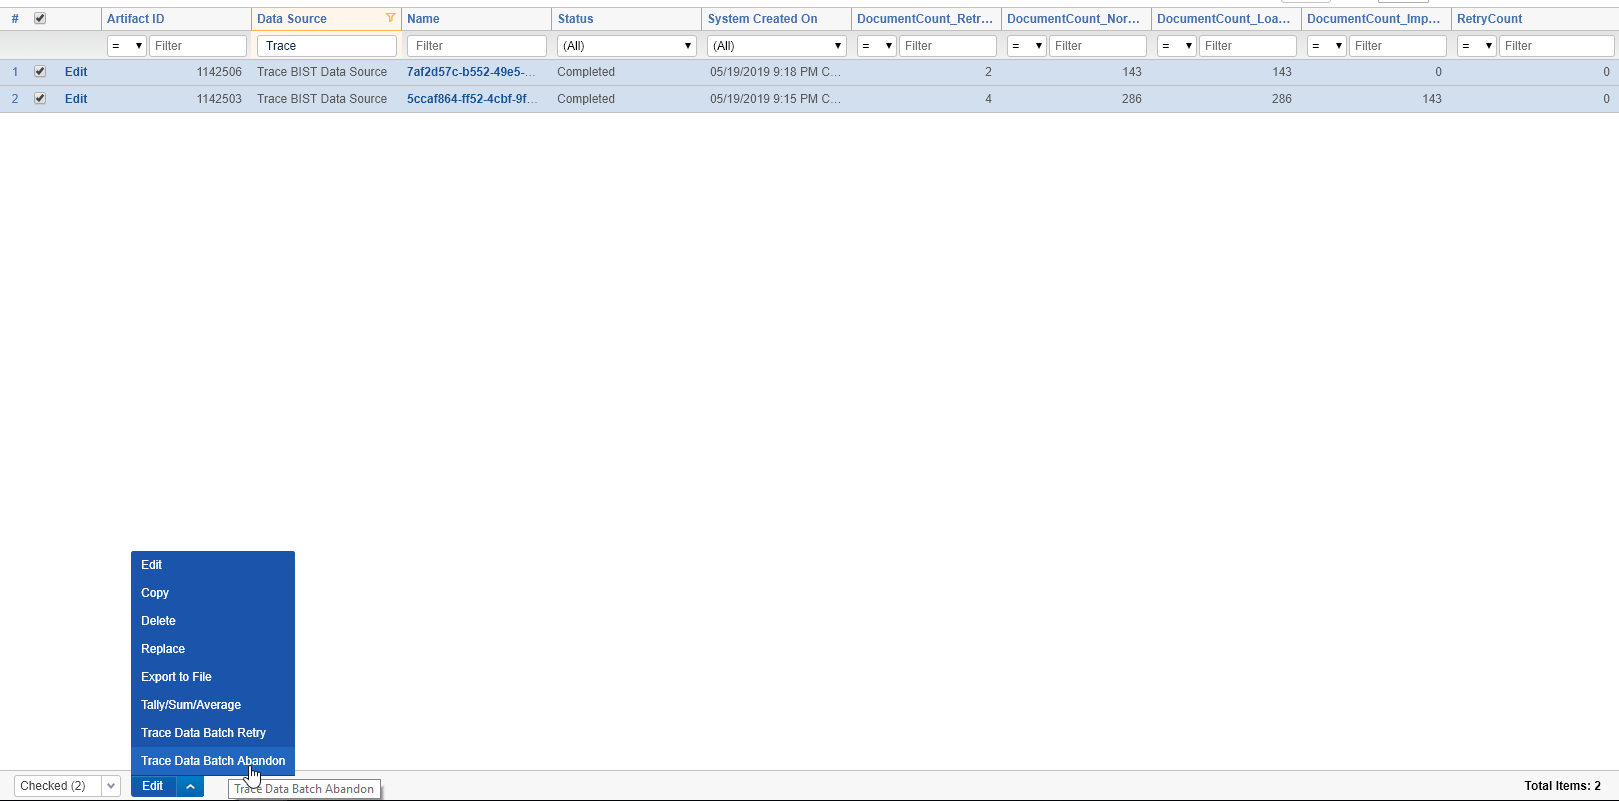 # Artifact ID Data Source Name Status System Created On DocumentCount_Retr... DocumentCount_Nor... DocumentCount_Loa... DocumentCount_Imp... RetryCount
= Filter Trace Filter (All) (All) = Filter = Filter = Filter = Filter = Filter
1 Edit 1142506 Trace BIST Data Source 7af2d57c-b552-49e5-... Completed 05/19/2019 9:18 PM C... 2 143 143 0 0
2 Edit 1142503 Trace BIST Data Source 5ccaf864-ff52-4cbf-9f... Completed 05/19/2019 9:15 PM C... 4 286 286 143 0
Edit
Copy
Delete
Replace
Export to File
Tally/Sum/Average
Trace Data Batch Retry
Trace Data Batch Abandon
Checked (2) Edit Trace Data Batch Abandon Total Items: 2